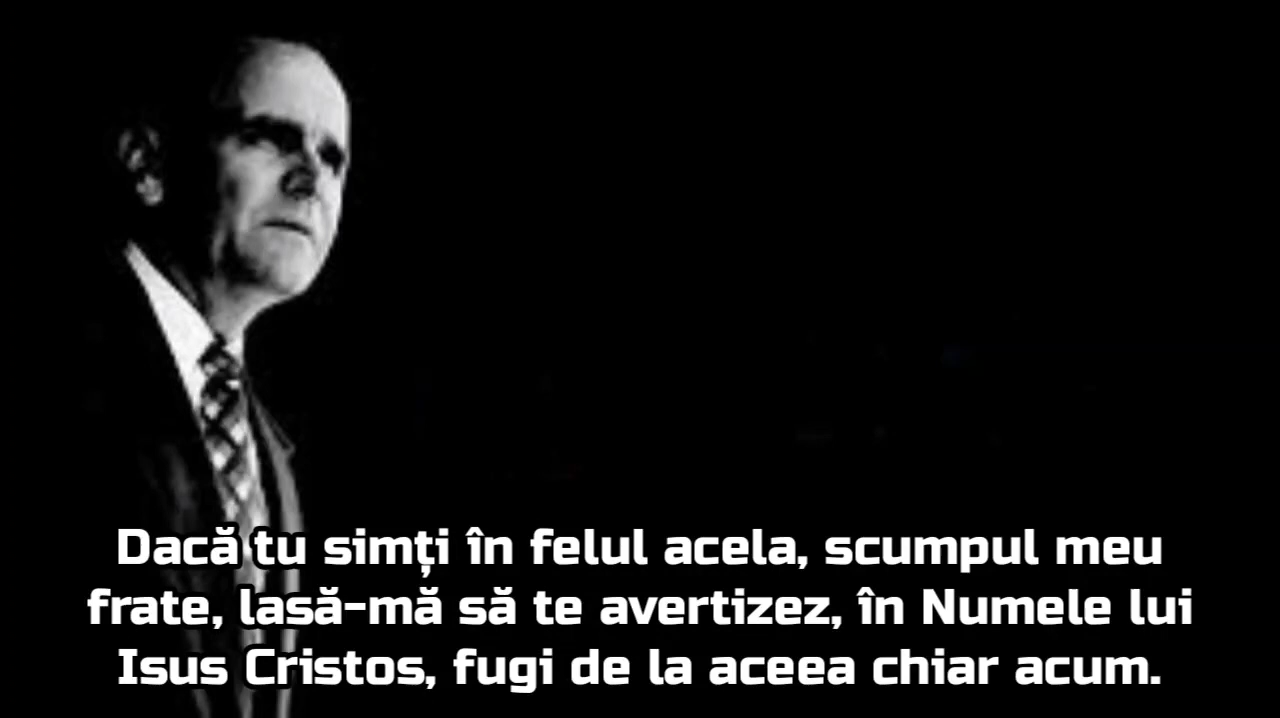 Dacă tu simți în felul acela, scumpul meu
frate, lasă-mă să te avertizez, în Numele lui
Isus Cristos, fugi de la aceea chiar acum.